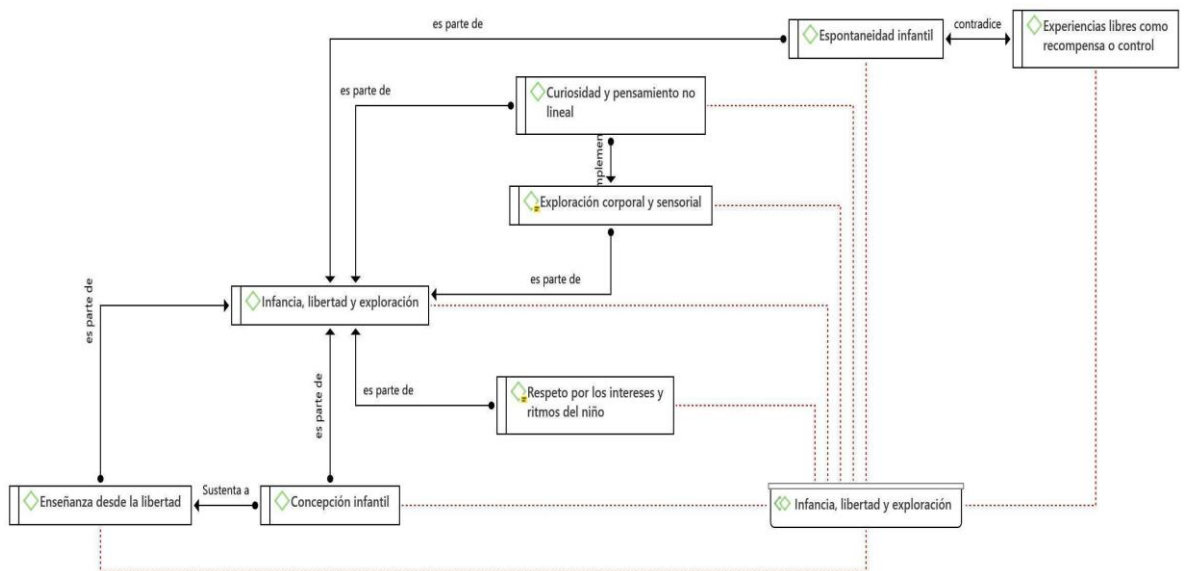 es parte de
Espontaneidad infantil
contradice
Experiencias libres como
recompensa o control
es parte de
Curiosidad y pensamiento no
lineal
Exploración corporal y sensorial
es parte de
es parte de
Infancia, libertad y exploración
es parte de
es parte de
Respeto por los intereses y
ritmos del niño
Enseñanza desde la libertad
Sustenta a
Concepción infantil
Infancia, libertad y exploración